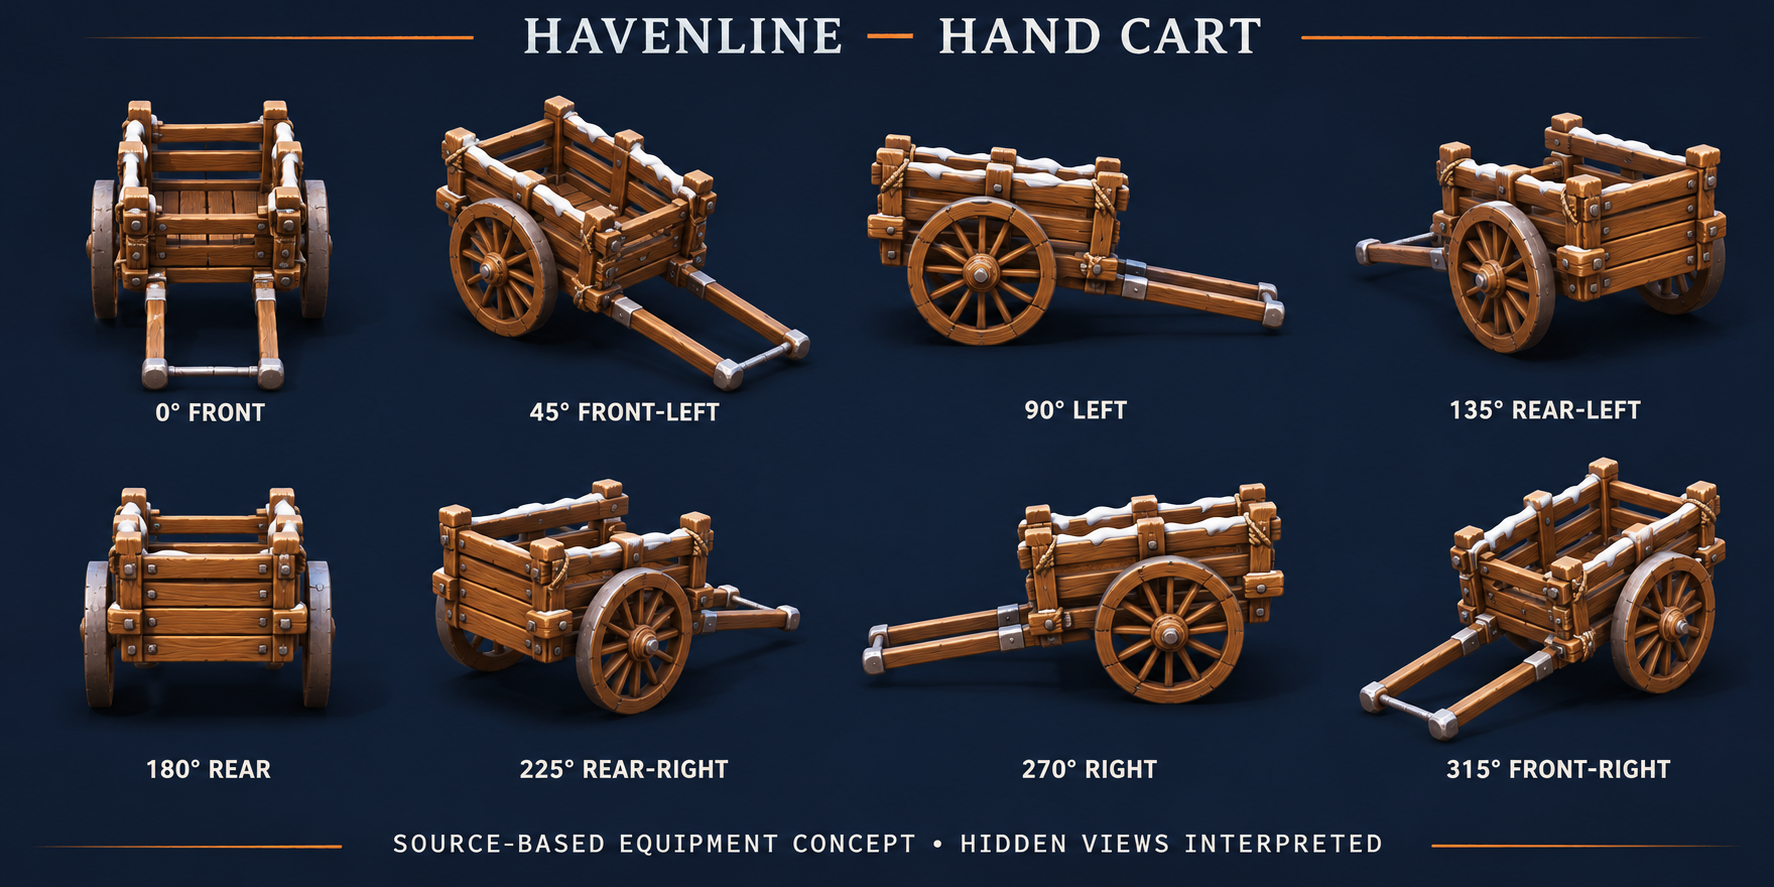 HAVENLINE — HAND CART
0° FRONT
45° FRONT-LEFT
90° LEFT
135° REAR-LEFT
180° REAR
225° REAR-RIGHT
270° RIGHT
315° FRONT-RIGHT
SOURCE-BASED EQUIPMENT CONCEPT • HIDDEN VIEWS INTERPRETED